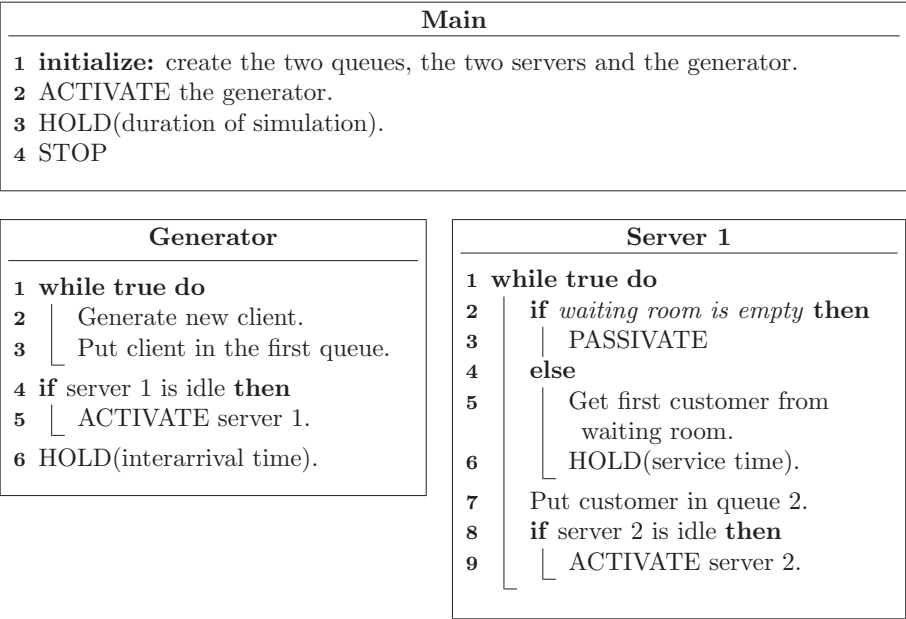 Main
1 initialize: create the two queues, the two servers and the generator.
2 ACTIVATE the generator.
3 HOLD(duration of simulation).
4 STOP
Generator
1 while true do
2 Generate new client.
3 Put client in the first queue.
4 if server 1 is idle then
5 ACTIVATE server 1.
6 HOLD(interarrival time).
Server 1
1 while true do
2 if waiting room is empty then
3 PASSIVATE
4 else
5 Get first customer from
waiting room.
6 HOLD(service time).
7 Put customer in queue 2.
8 if server 2 is idle then
9 ACTIVATE server 2.